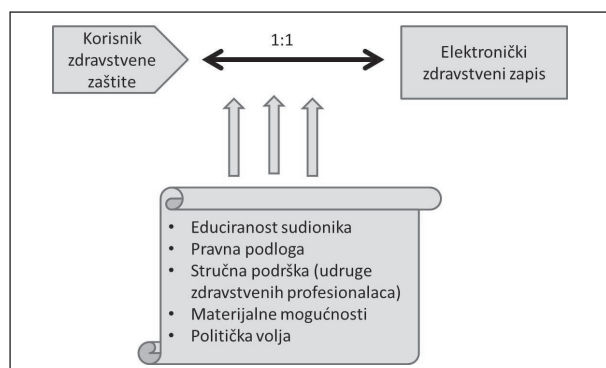 Korisnik
zdravstvene
zaštite
1:1
Elektronički
zdravstveni zapis
• Educiranost sudionika
• Pravna podloga
• Stručna podrška (udruge
zdravstvenih profesionalaca)
• Materijalne mogućnosti
• Politička volja